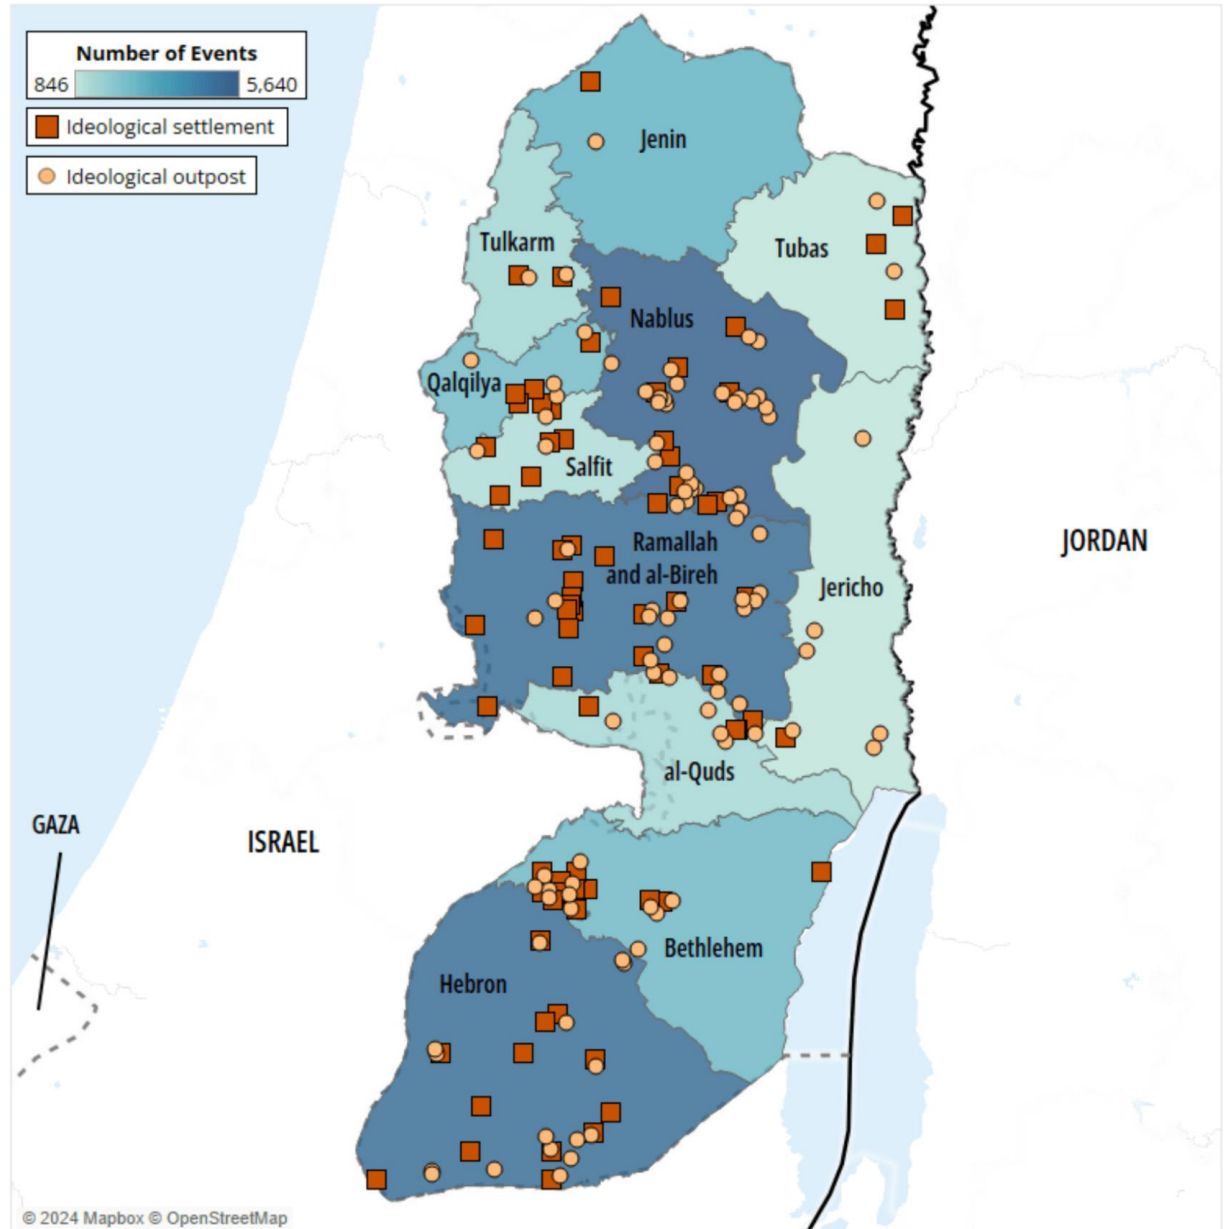 Number of Events
846 5,640
Ideological settlement
Ideological outpost
Jenin
Tulkarm
Tubas
Nablus
Qalqilya
Salfit
Ramallah
and al-Bireh
JORDAN
Jericho
al-Quds
GAZA
ISRAEL
Bethlehem
Hebron
© 2024 Mapbox © OpenStreetMap